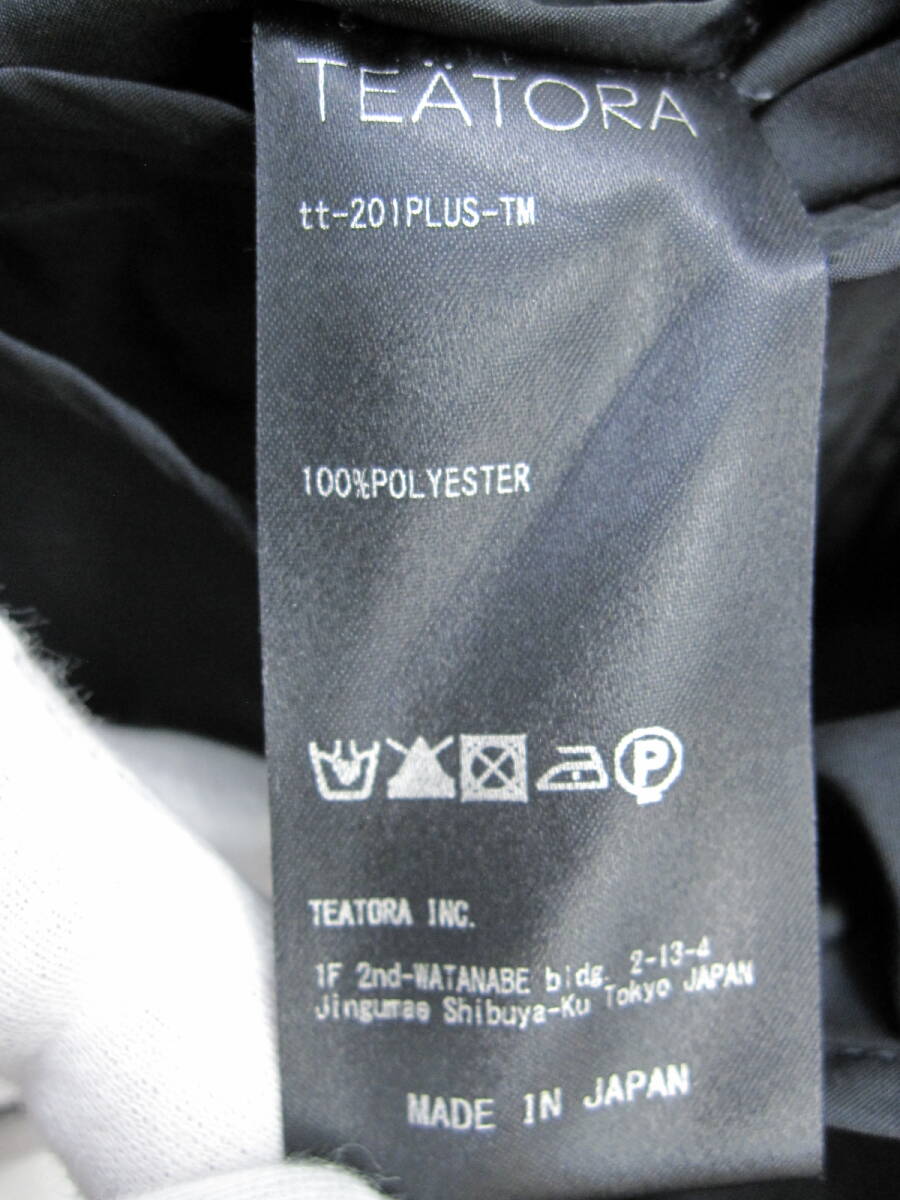 TEÄTORA
tt-201PLUS-TM
100%POLYESTER
P
TEATORA INC.
1F 2nd-WATANABE bldg. 2-13-4
Jingumae Shibuya-Ku Tokyo JAPAN
MADE IN JAPAN